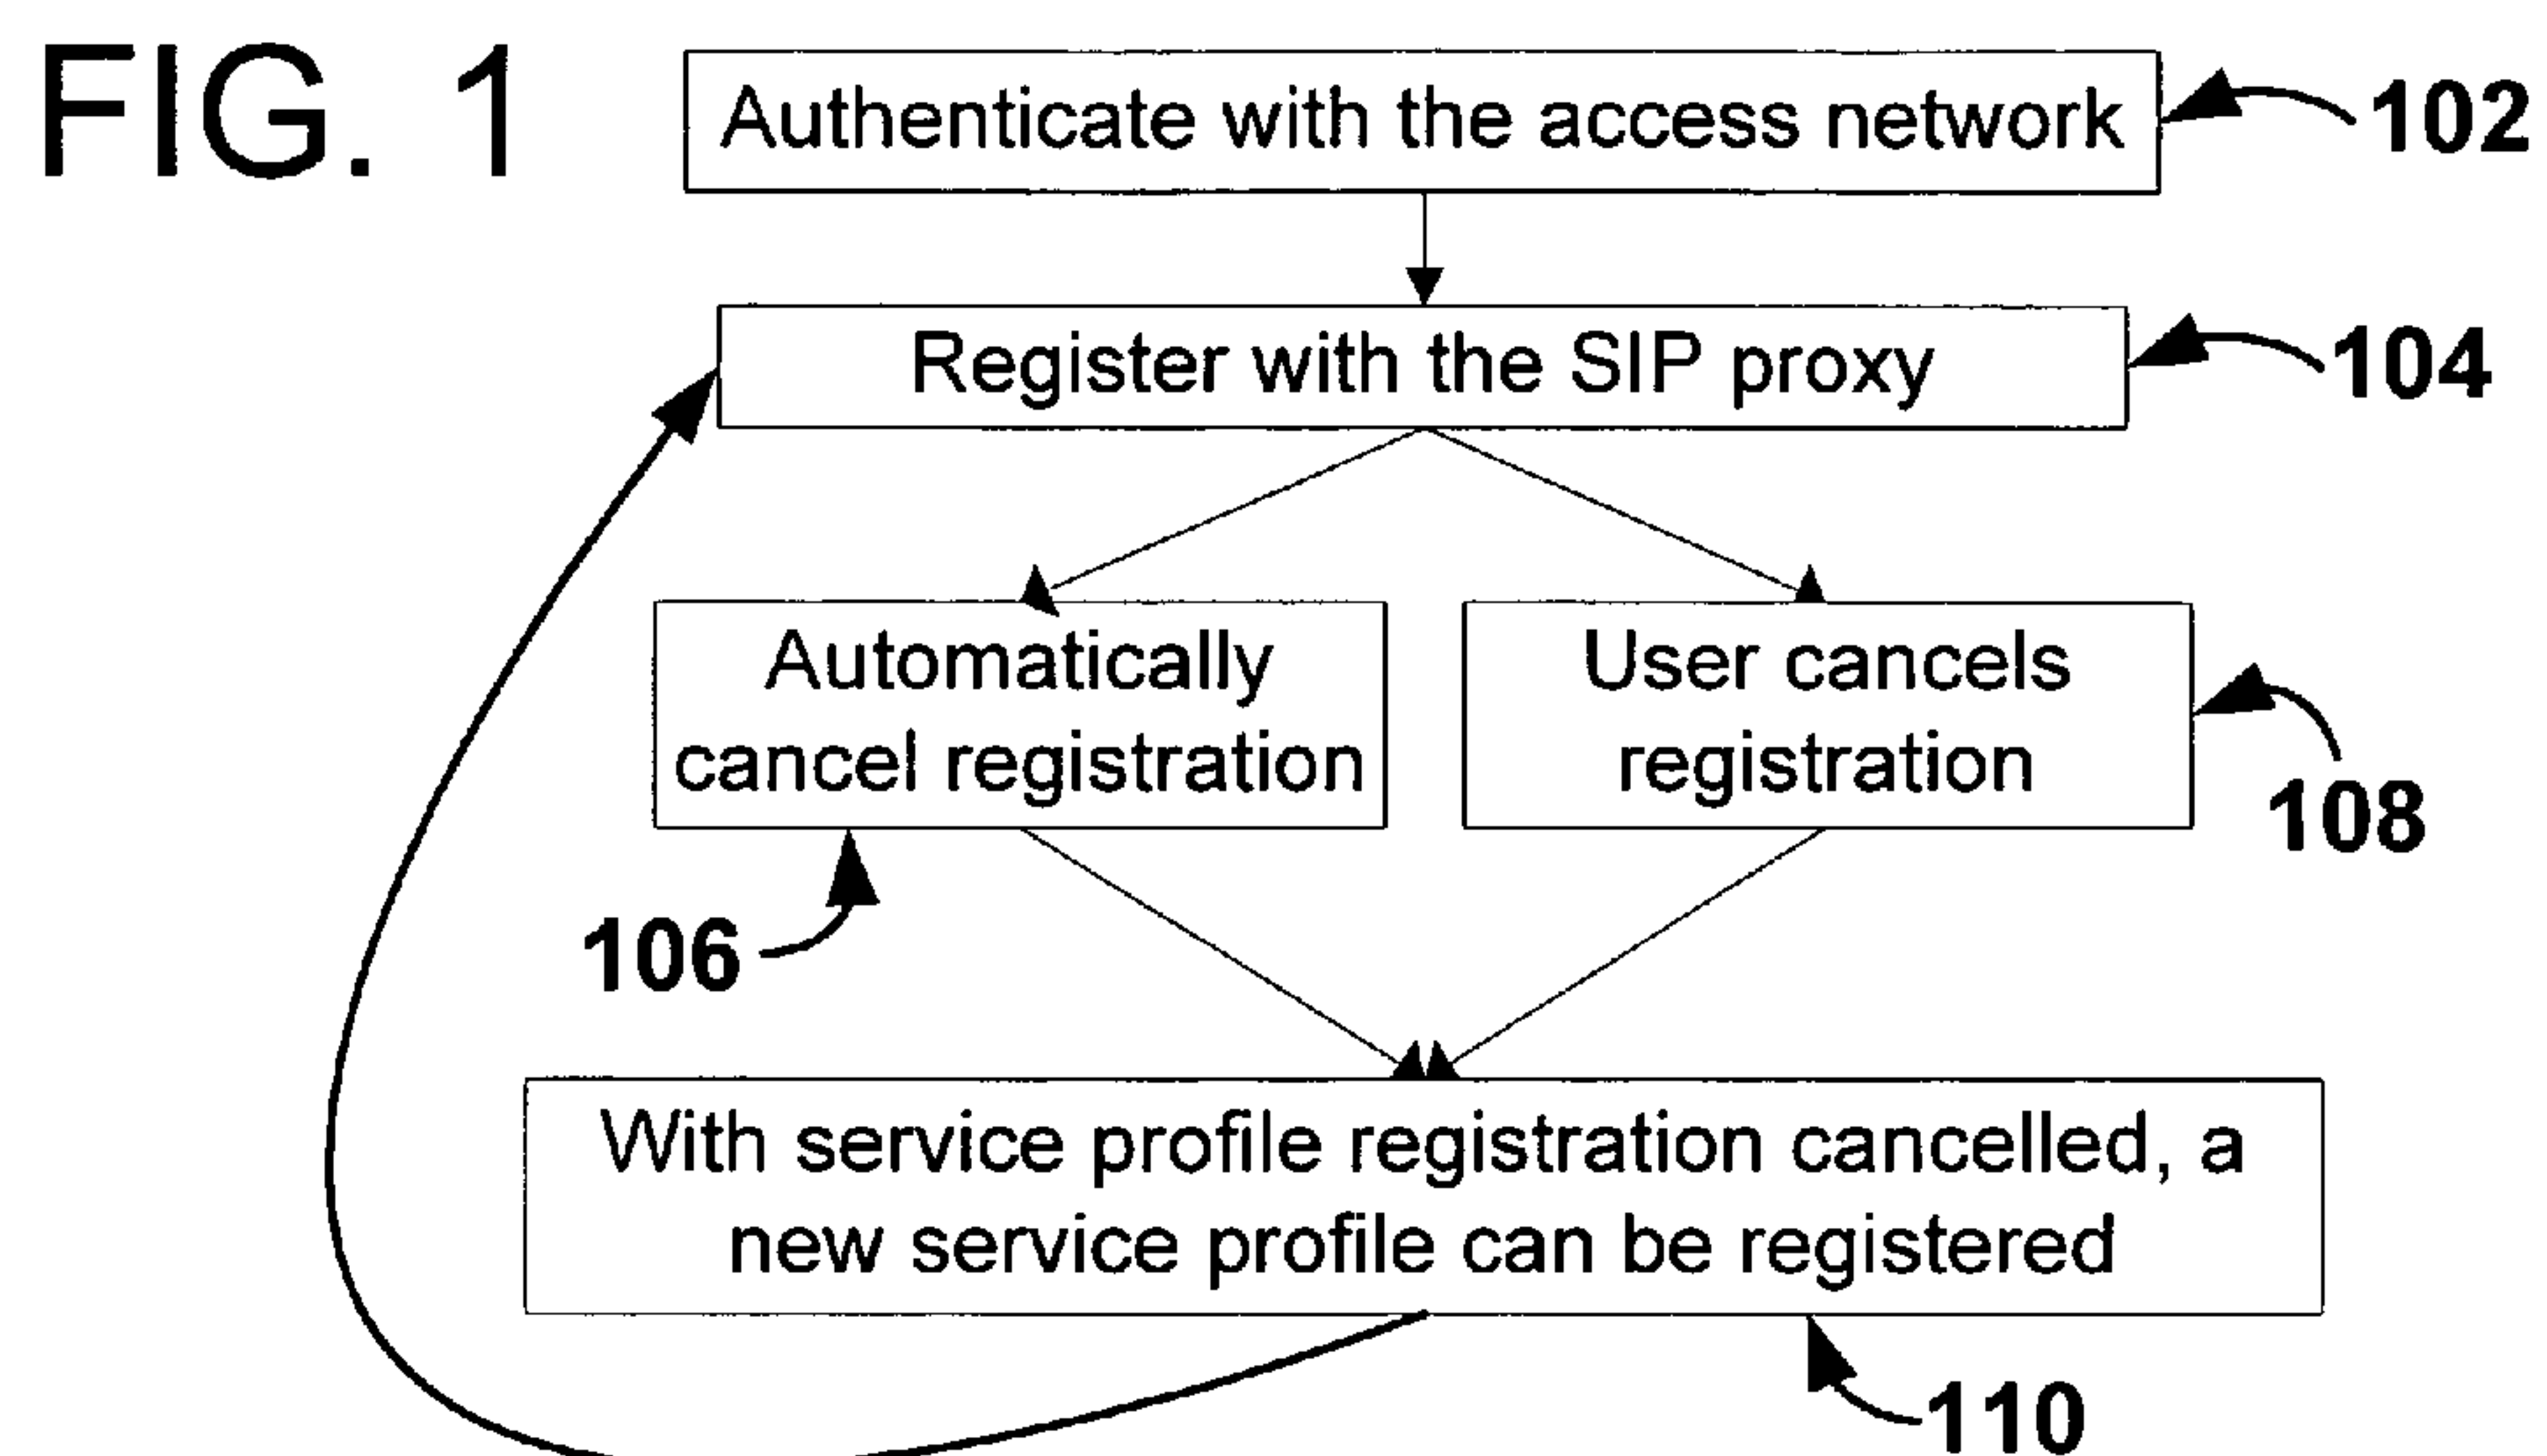 FIG. 1
Authenticate with the access network
102
Register with the SIP proxy
104
Automatically
cancel registration
User cancels
registration
108
106
With service profile registration cancelled, a
new service profile can be registered
110